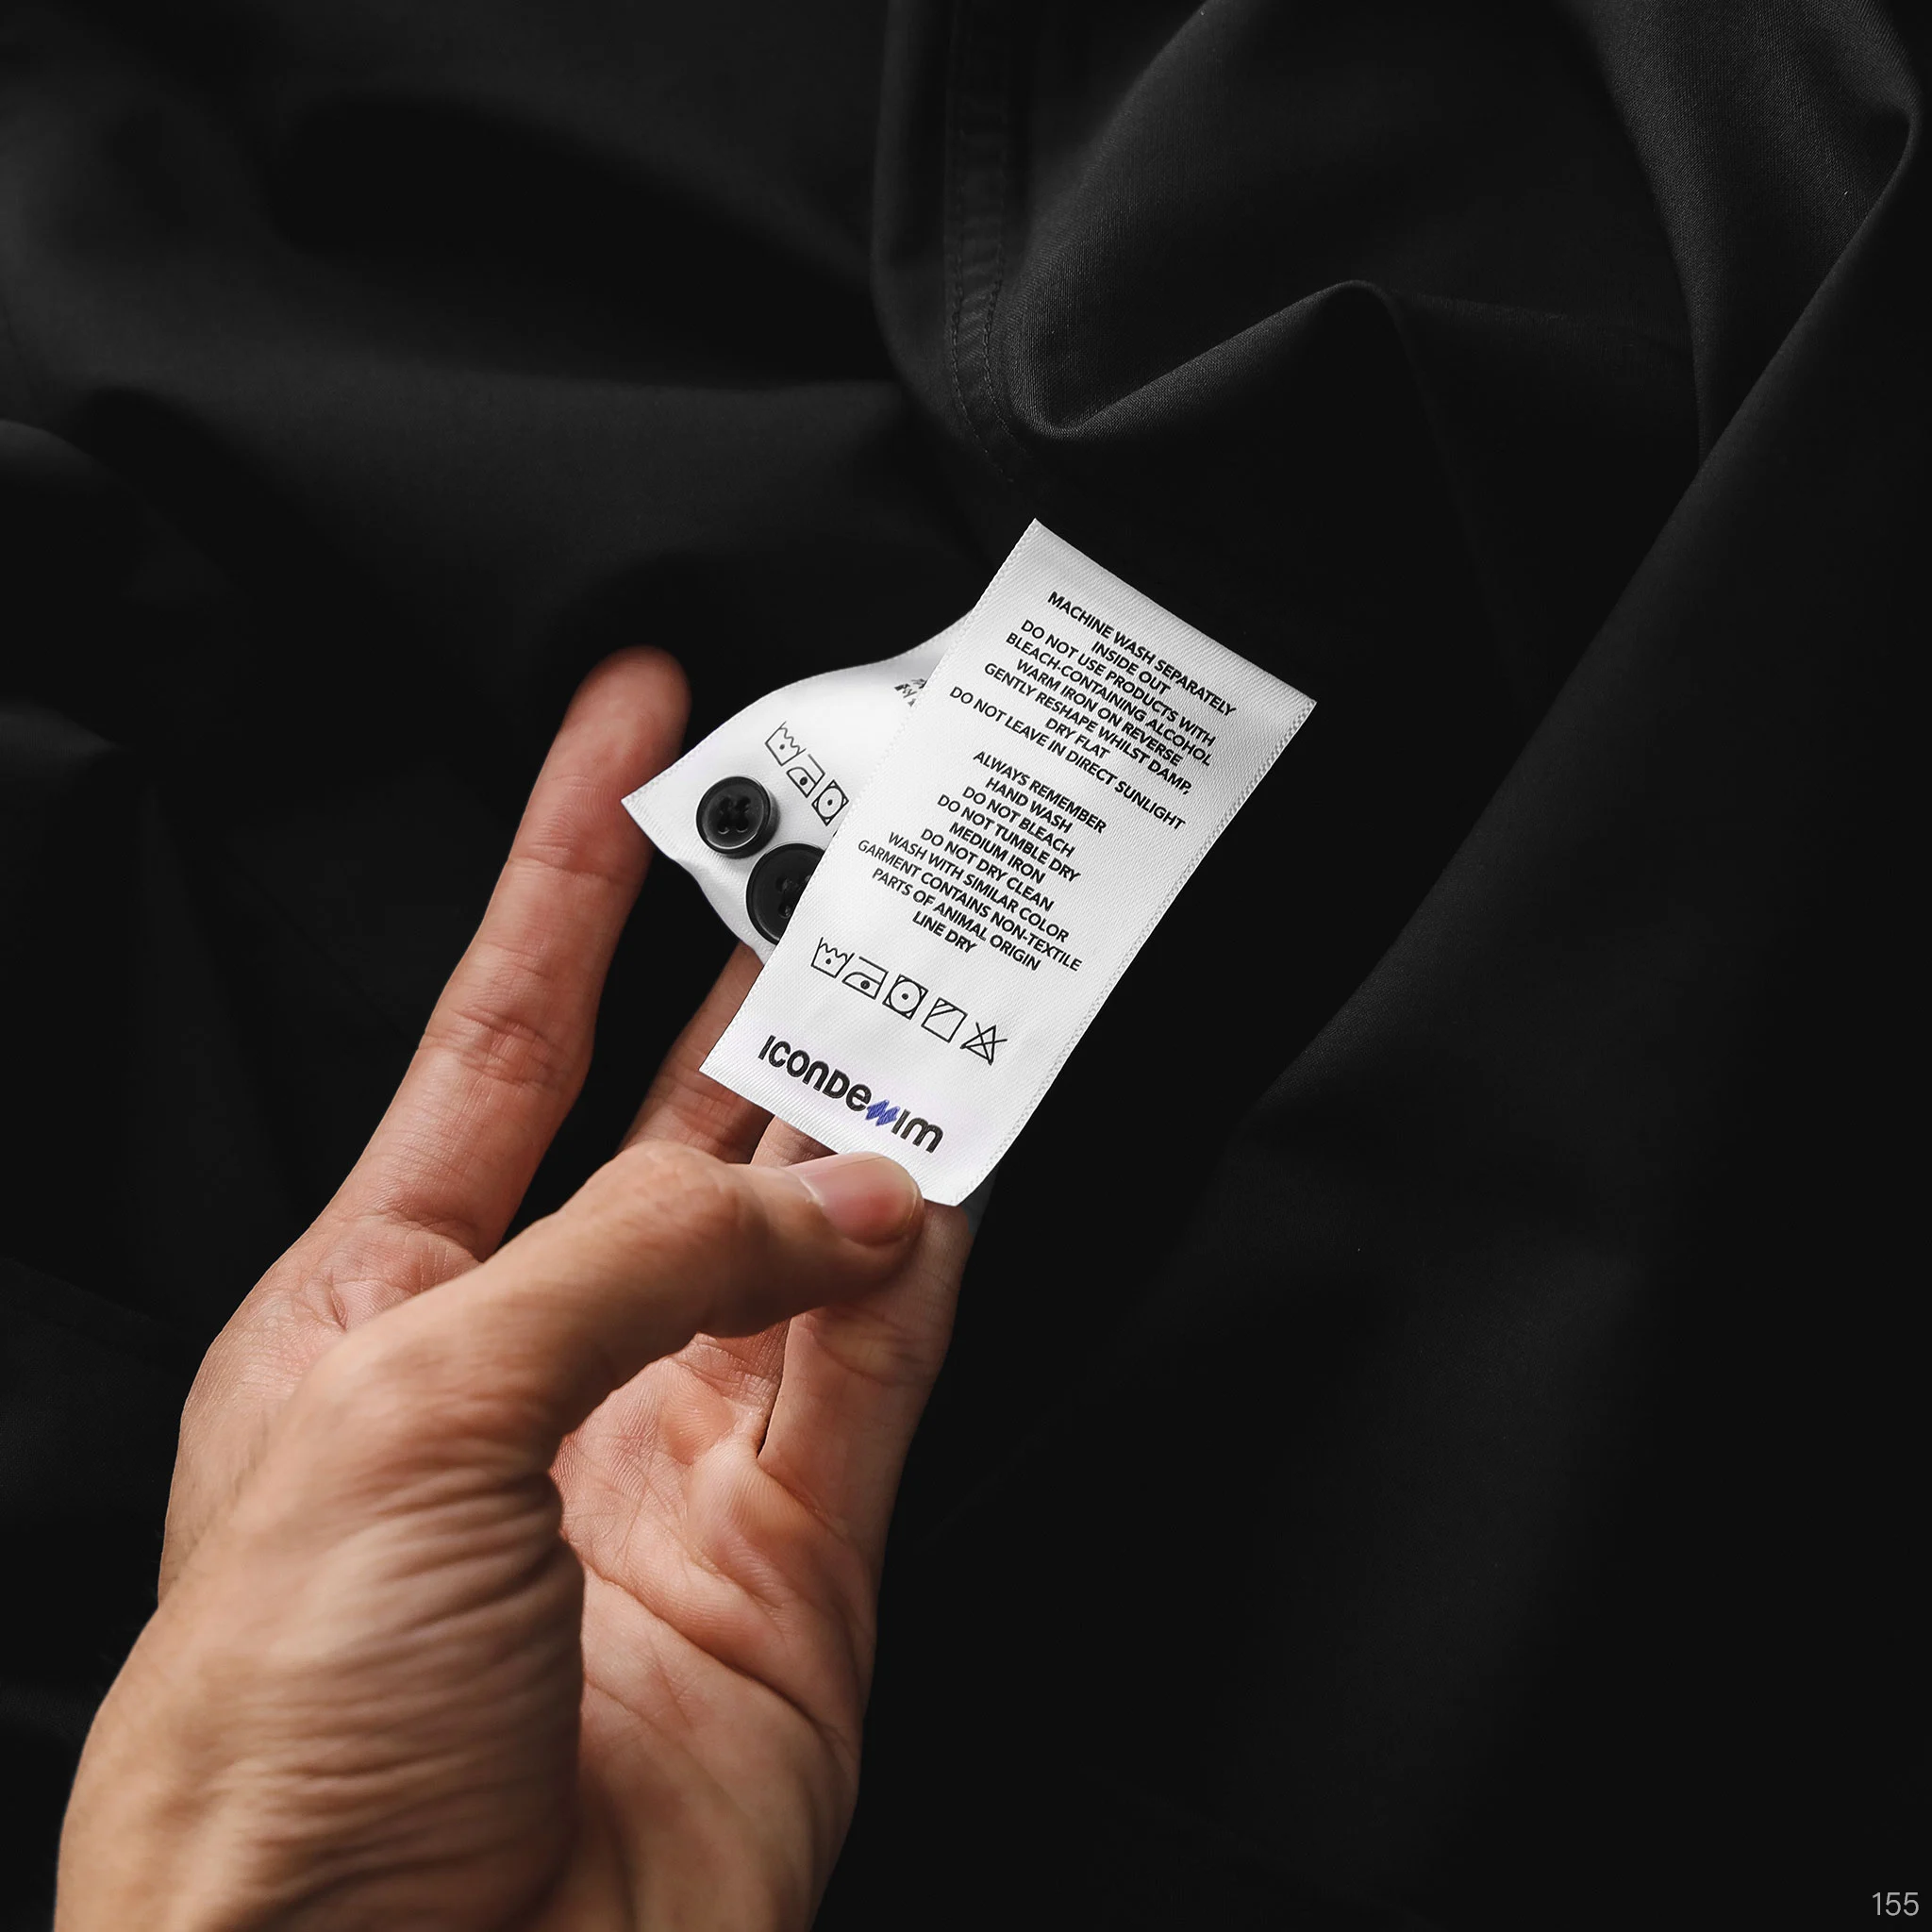 MACHINE WASH SEPARATELY
INSIDE OUT
DO NOT USE PRODUCTS WITH
BLEACH-CONTAINING ALCOHOL
WARM IRON ON REVERSE
GENTLY RESHAPE WHILST DAMP,
DRY FLAT
DO NOT LEAVE IN DIRECT SUNLIGHT
ALWAYS REMEMBER
HAND WASH
DO NOT BLEACH
DO NOT TUMBLE DRY
MEDIUM IRON
DO NOT DRY CLEAN
WASH WITH SIMILAR COLOR
GARMENT CONTAINS NON-TEXTILE
PARTS OF ANIMAL ORIGIN
LINE DRY
ICONDENIM
155